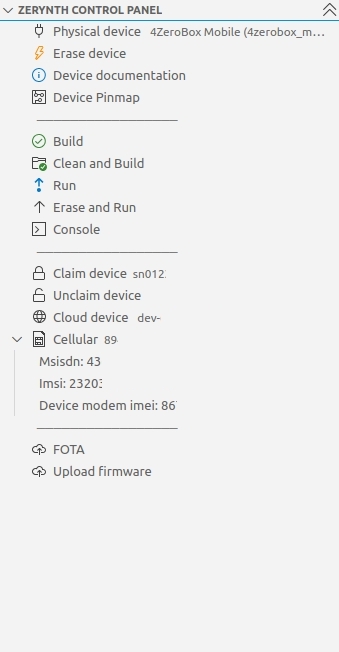 ZERYNTH CONTROL PANEL
Physical device 4ZeroBox Mobile (4zerobox_m...
Erase device
Device documentation
Device Pinmap
Build
Clean and Build
Run
Erase and Run
Console
Claim device sn012
Unclaim device
Cloud device dev-
Cellular 89
Msisdn: 43
Imsi: 23203
Device modem imei: 86
FOTA
Upload firmware